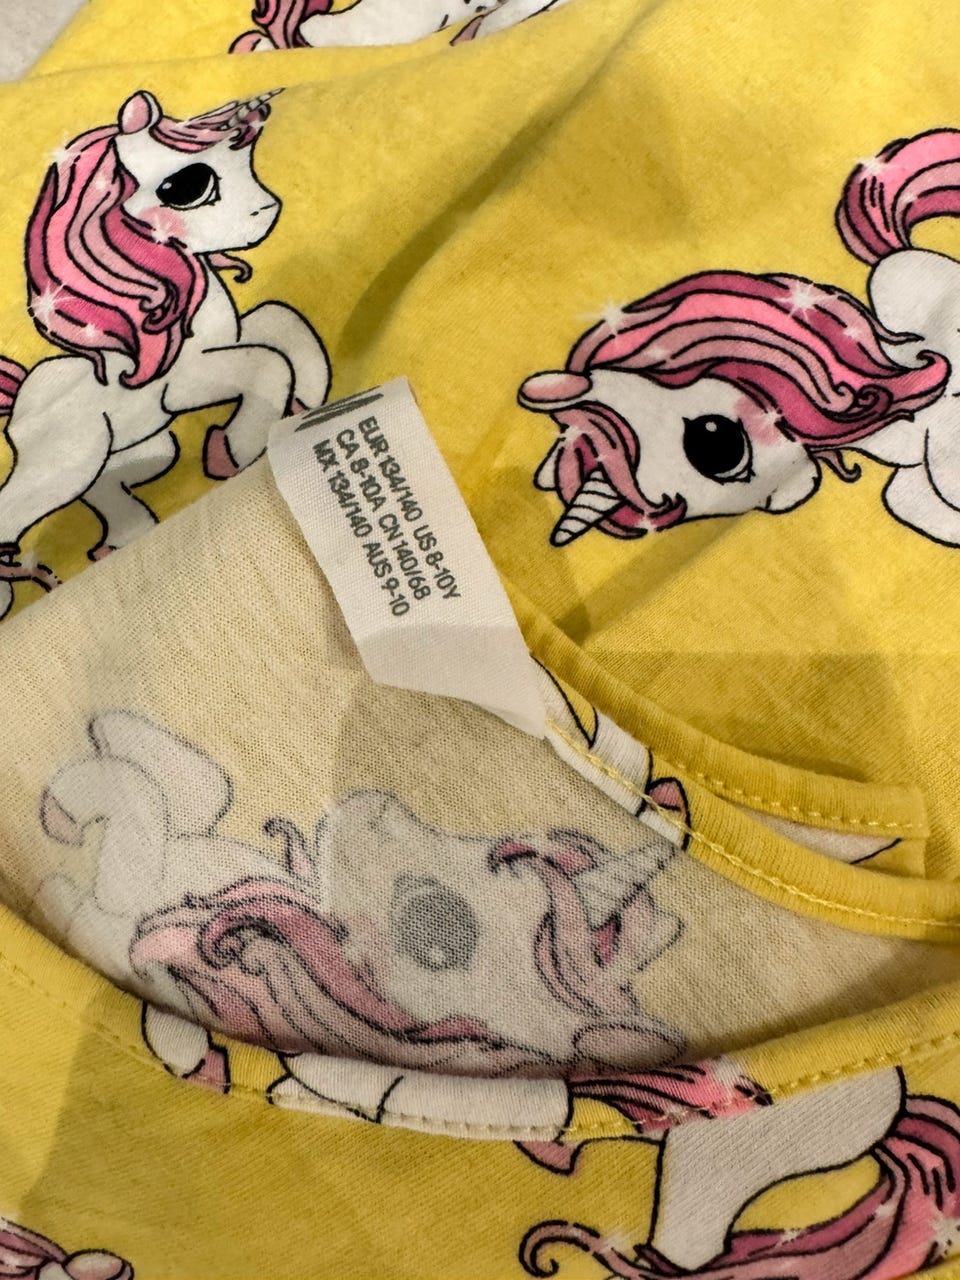 EUR 134/140 US 8-10Y
CA 8-10A CN 140/68
MX 134/140 AUS 9-10